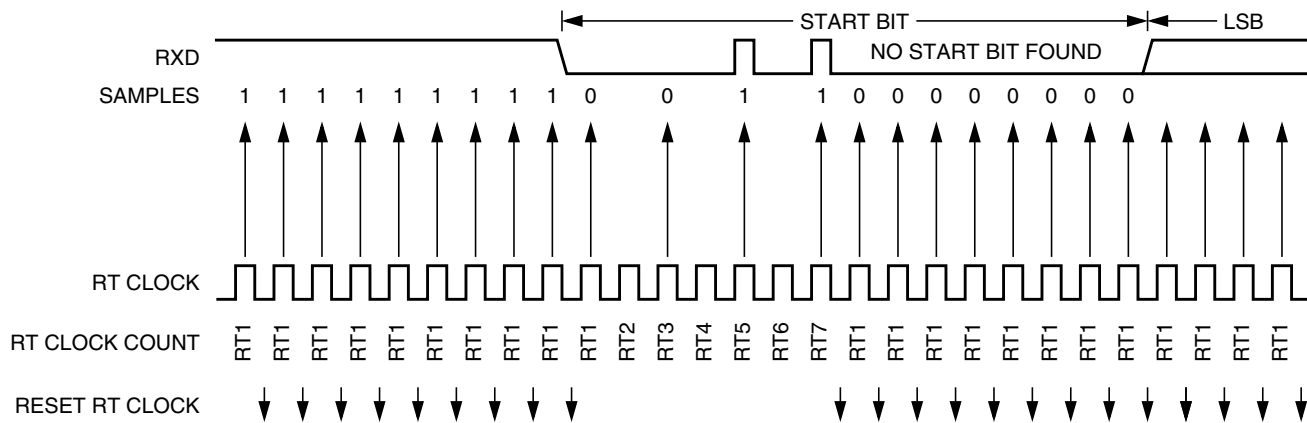 START BIT LSB
RXD NO START BIT FOUND
SAMPLES 1 1 1 1 1 1 1 1 1 0 0 1 1 0 0 0 0 0 0 0 0
RT CLOCK
RT CLOCK COUNT RT1 RT1 RT1 RT1 RT1 RT1 RT1 RT1 RT1 RT1 RT2 RT3 RT4 RT5 RT6 RT7 RT1 RT1 RT1 RT1 RT1 RT1 RT1 RT1 RT1 RT1 RT1 RT1
RESET RT CLOCK